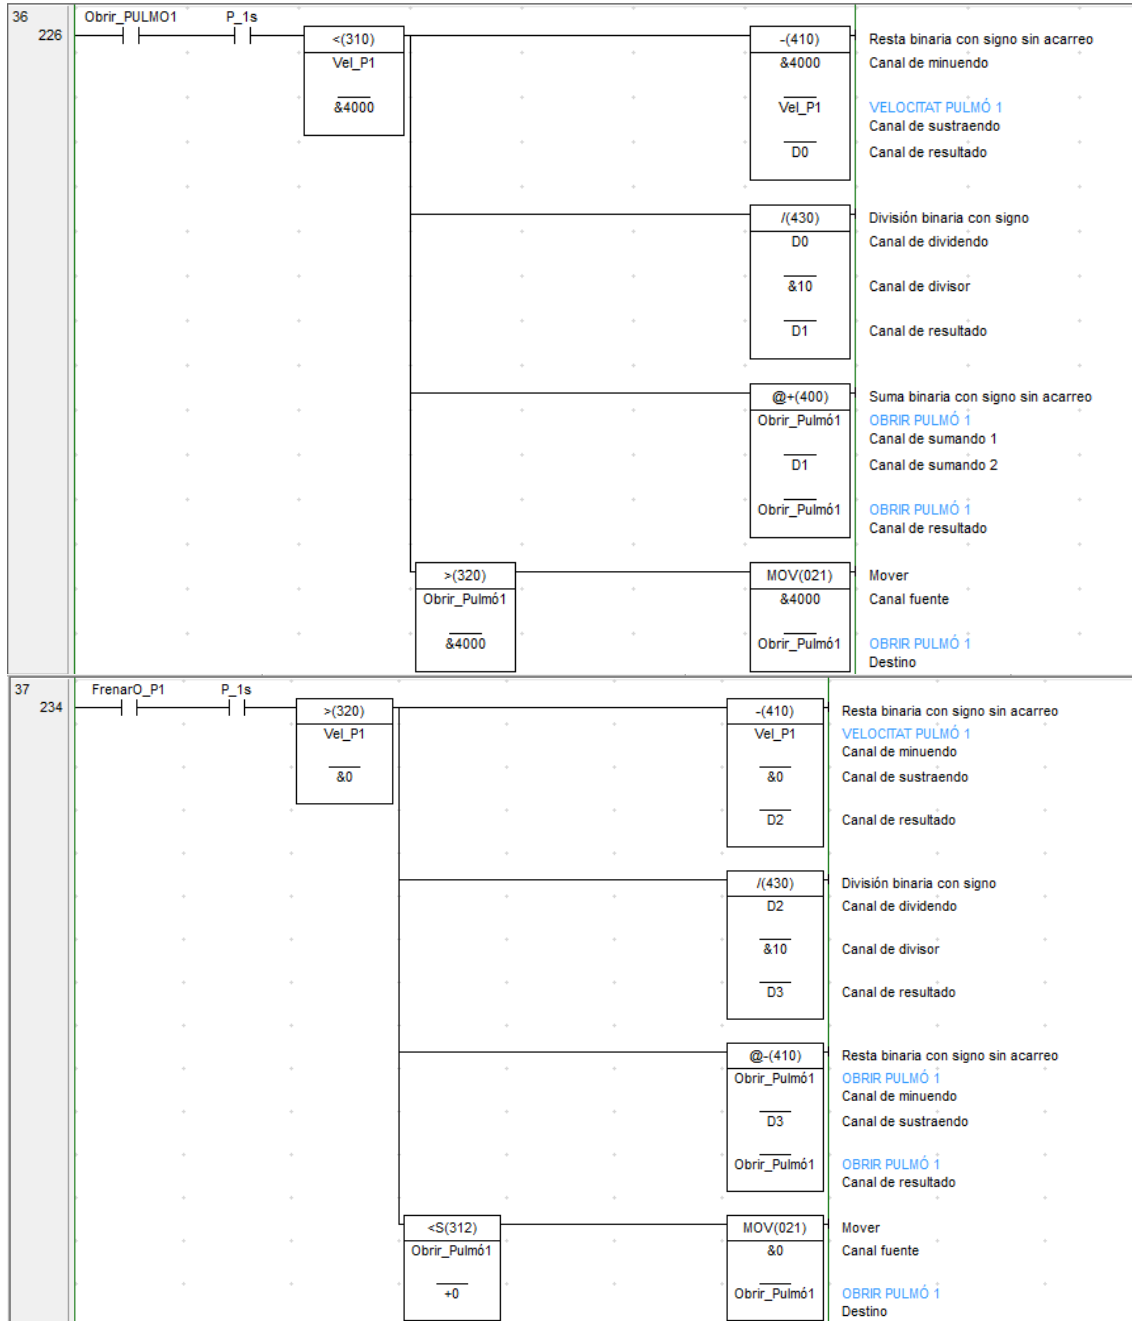 36 Obrir_PULMO1 P_1s
226
<(310)
Vel_P1
&4000
-(410) Resta binaria con signo sin acarreo
&4000 Canal de minuendo
Vel_P1 VELOCITAT PULMÓ 1
Canal de sustraendo
D0 Canal de resultado
/(430) División binaria con signo
D0 Canal de dividendo
&10 Canal de divisor
D1 Canal de resultado
@+(400) Suma binaria con signo sin acarreo
Obrir_Pulmó1 OBRIR PULMÓ 1
Canal de sumando 1
D1 Canal de sumando 2
Obrir_Pulmó1 OBRIR PULMÓ 1
Canal de resultado
>(320) MOV(021) Mover
Obrir_Pulmó1 &4000 Canal fuente
&4000 Obrir_Pulmó1 OBRIR PULMÓ 1
Destino
37 FrenarO_P1 P_1s
234
>(320)
Vel_P1
&0
-(410) Resta binaria con signo sin acarreo
Vel_P1 VELOCITAT PULMÓ 1
Canal de minuendo
&0 Canal de sustraendo
D2 Canal de resultado
/(430) División binaria con signo
D2 Canal de dividendo
&10 Canal de divisor
D3 Canal de resultado
@-(410) Resta binaria con signo sin acarreo
Obrir_Pulmó1 OBRIR PULMÓ 1
Canal de minuendo
D3 Canal de sustraendo
Obrir_Pulmó1 OBRIR PULMÓ 1
Canal de resultado
<S(312) MOV(021) Mover
Obrir_Pulmó1 &0 Canal fuente
+0 Obrir_Pulmó1 OBRIR PULMÓ 1
Destino